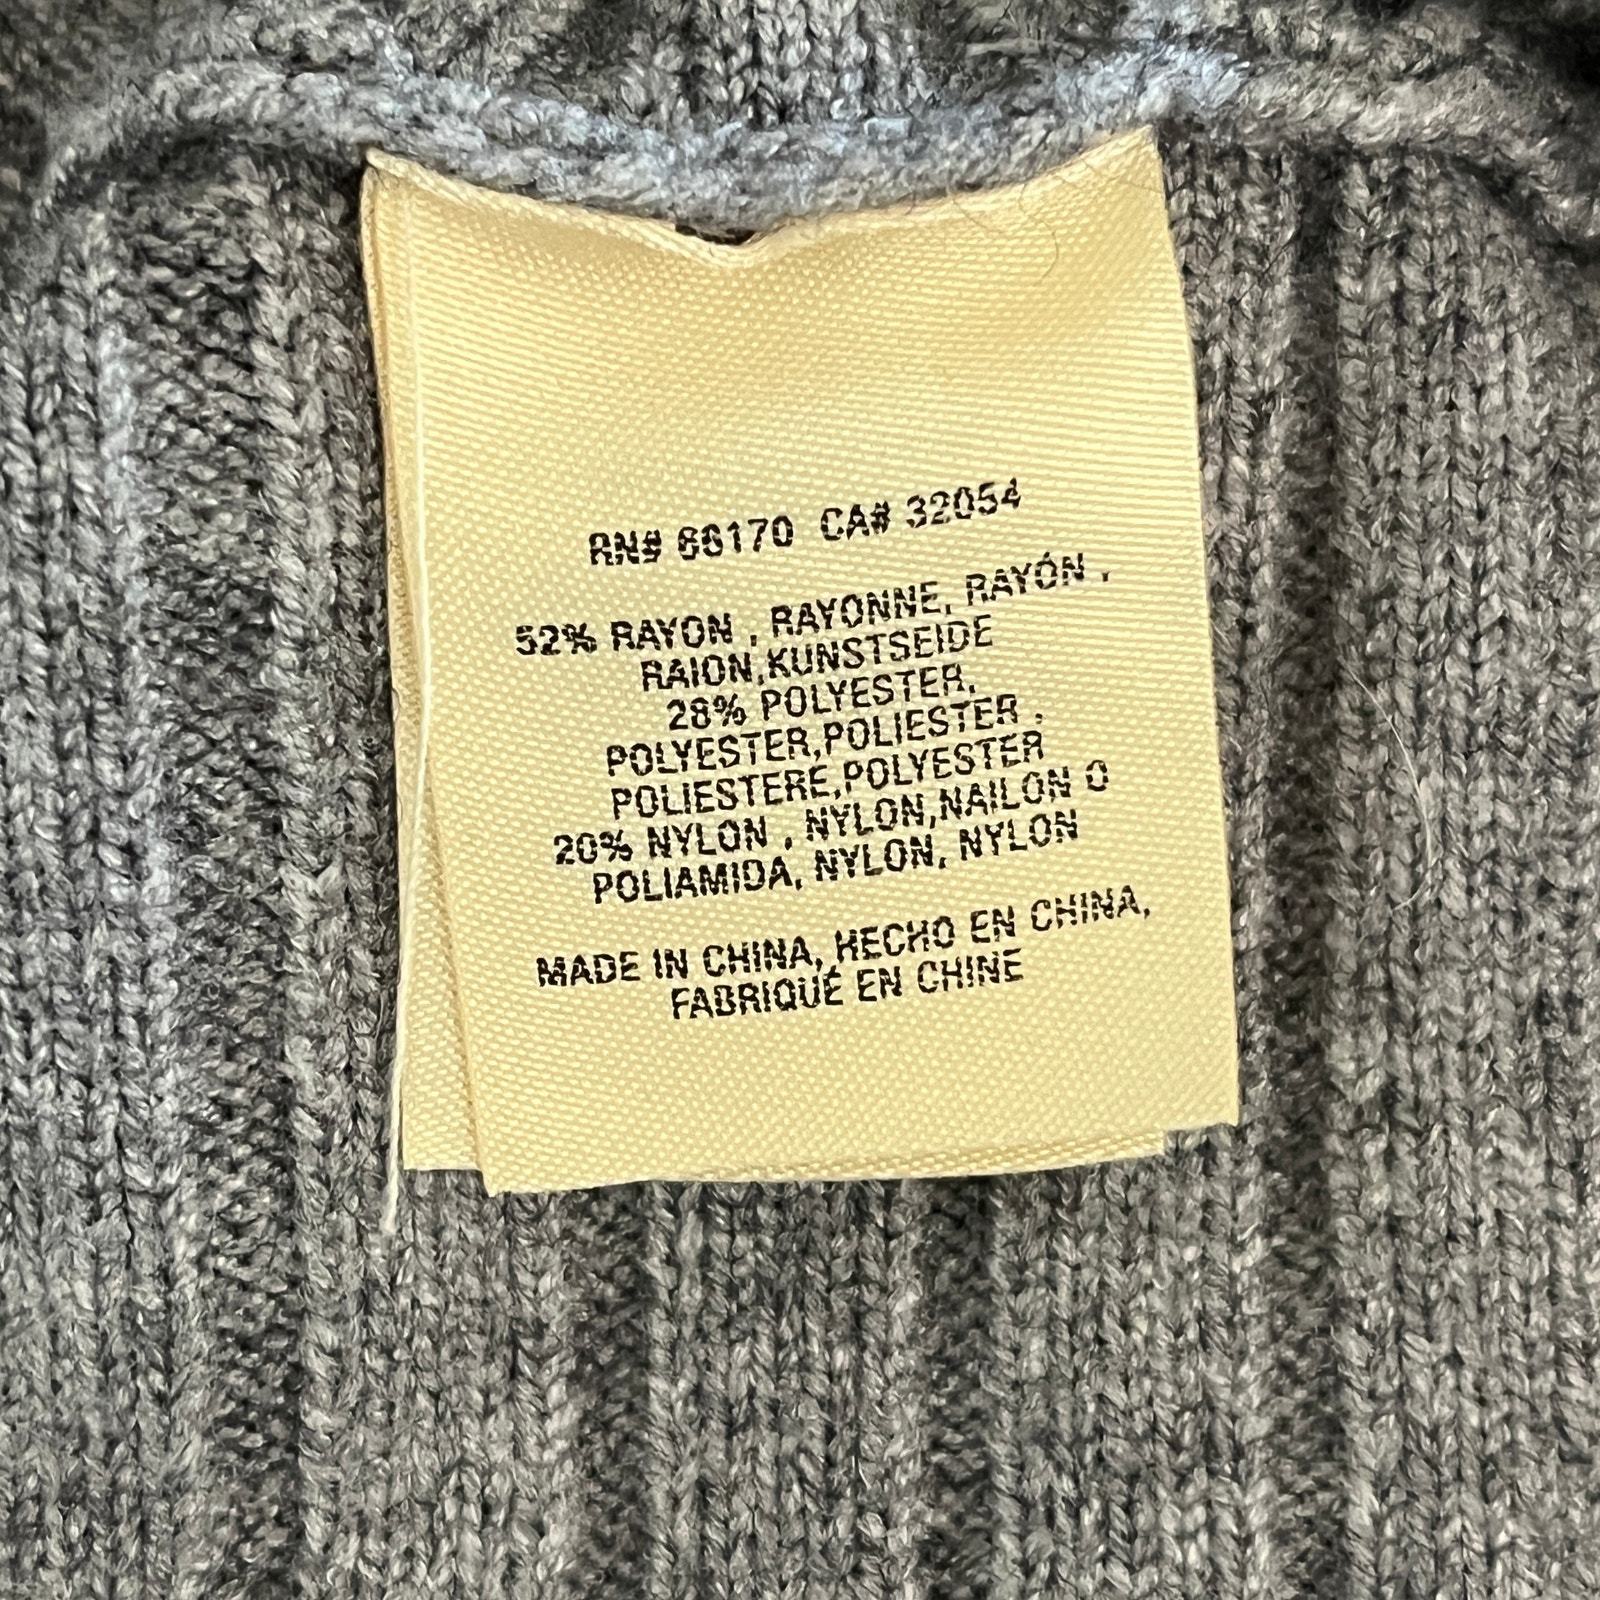 RN# 66170 CA# 32054
52% RAYON , RAYONNE, RAYÓN ,
RAION,KUNSTSEIDE
28% POLYESTER,
POLYESTER,POLIESTER ,
POLIESTERE,POLYESTER
20% NYLON , NYLON,NAILON O
POLIAMIDA, NYLON, NYLON
MADE IN CHINA, HECHO EN CHINA,
FABRIQUÉ EN CHINE